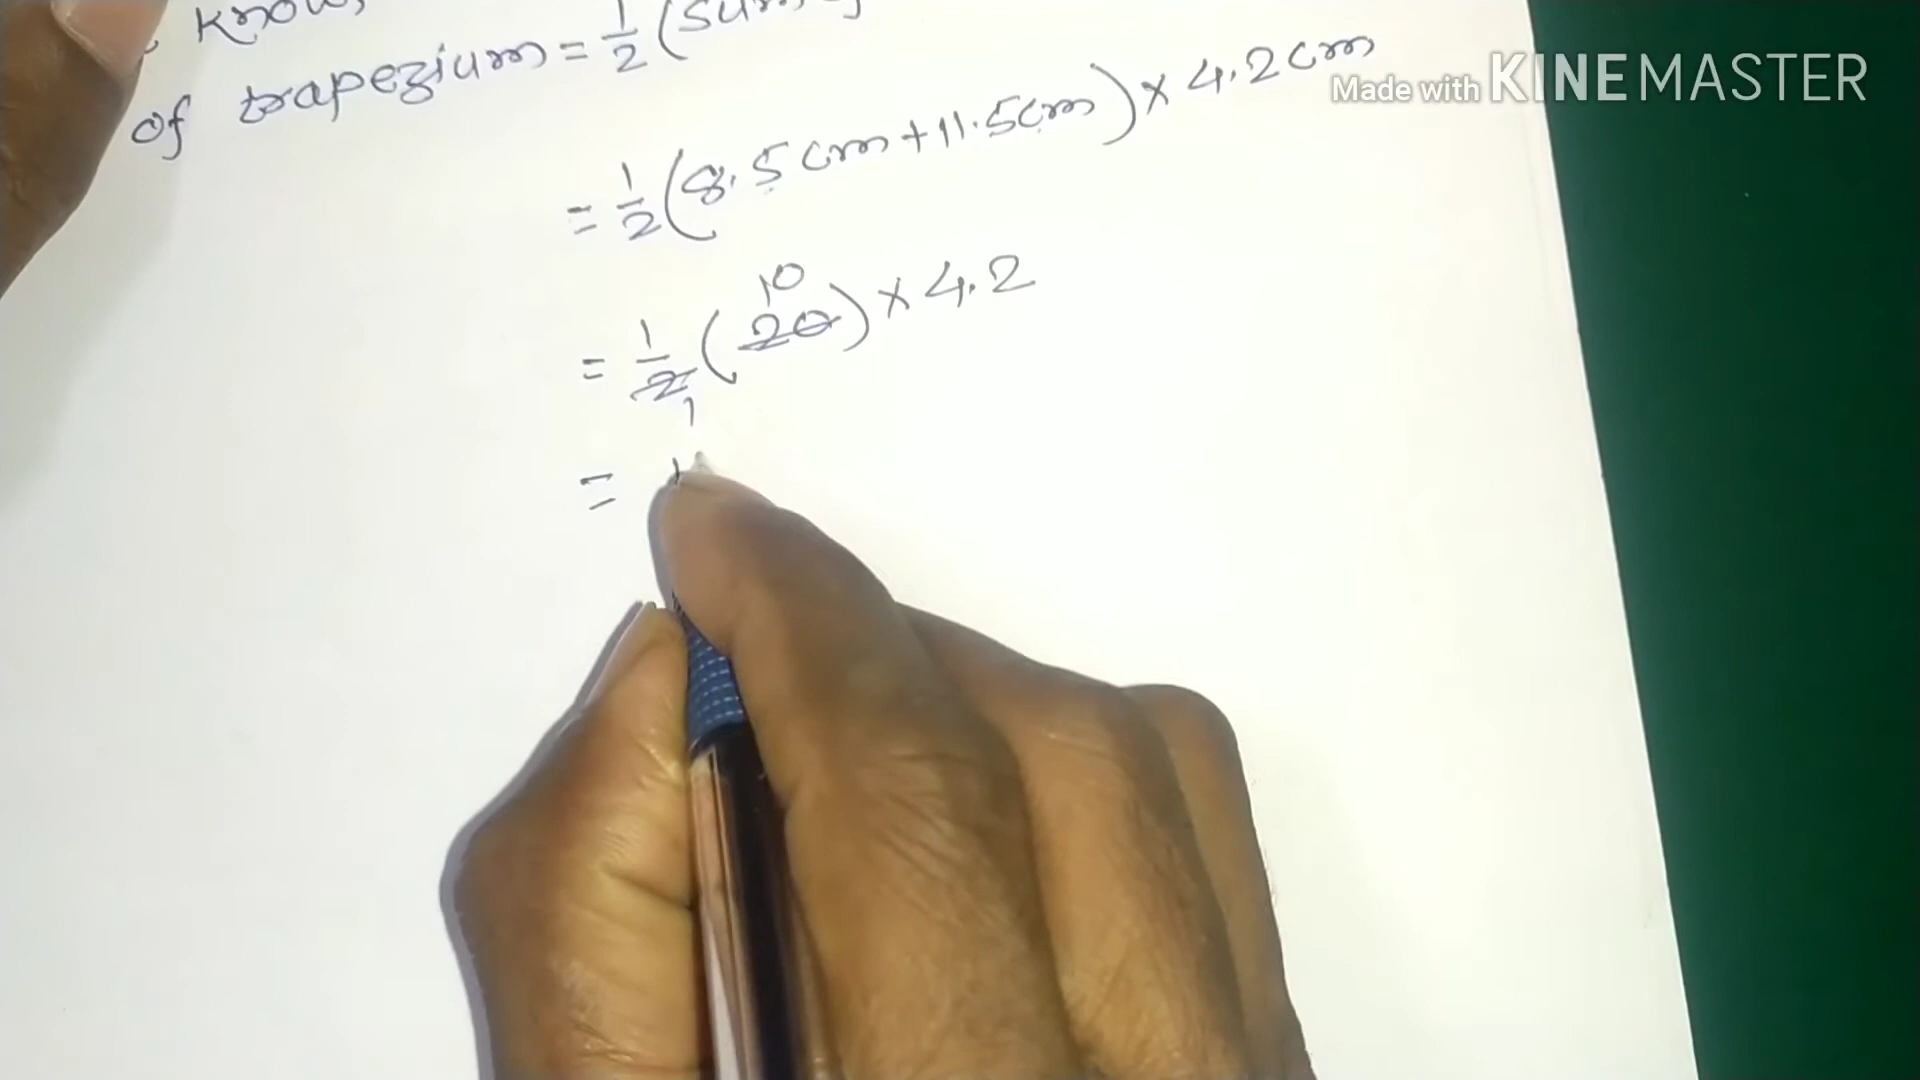 know,
of trapezium = 1/2 (sum
= 1/2 (8.5 cm + 11.5 cm) × 4.2 cm
Made with KINEMASTER
10
= 1/2 (20) × 4.2
1
= 1